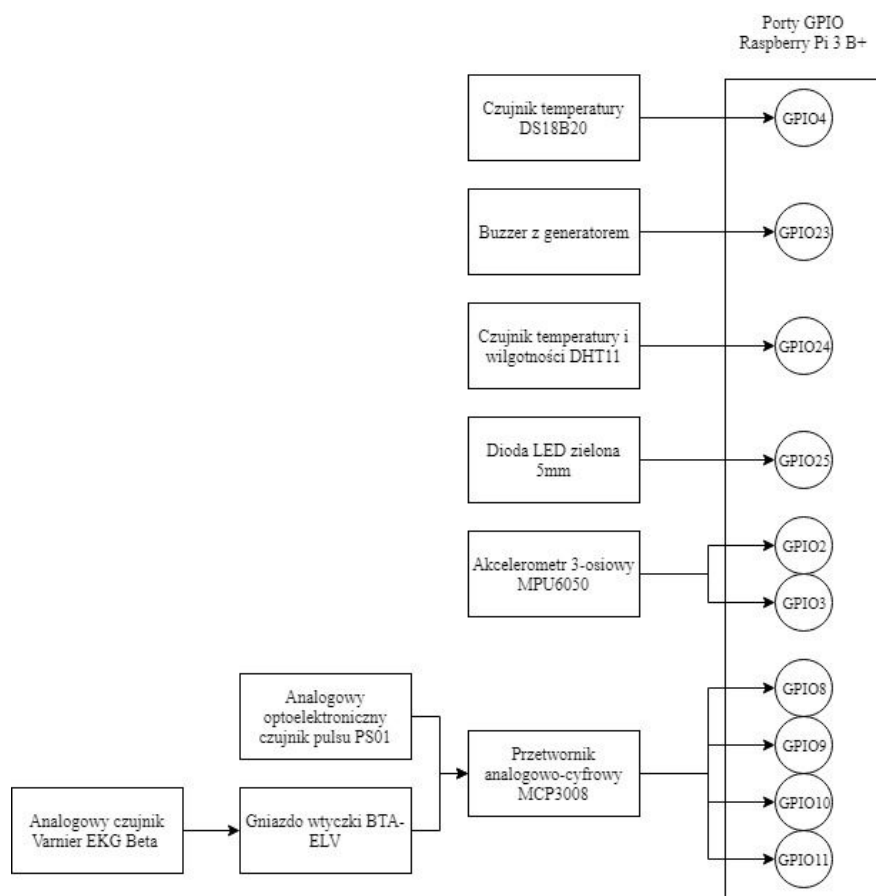 Porty GPIO
Raspberry Pi 3 B+
Czujnik temperatury
DS18B20
GPIO4
Buzzer z generatorem
GPIO23
Czujnik temperatury i
wilgotności DHT11
GPIO24
Dioda LED zielona
5mm
GPIO25
Akcelerometr 3-osiowy
MPU6050
GPIO2
GPIO3
Analogowy
optoelektroniczny
czujnik pulsu PS01
Przetwornik
analogowo-cyfrowy
MCP3008
GPIO8
GPIO9
GPIO10
GPIO11
Analogowy czujnik
Varnier EKG Beta
Gniazdo wtyczki BTA-
ELV